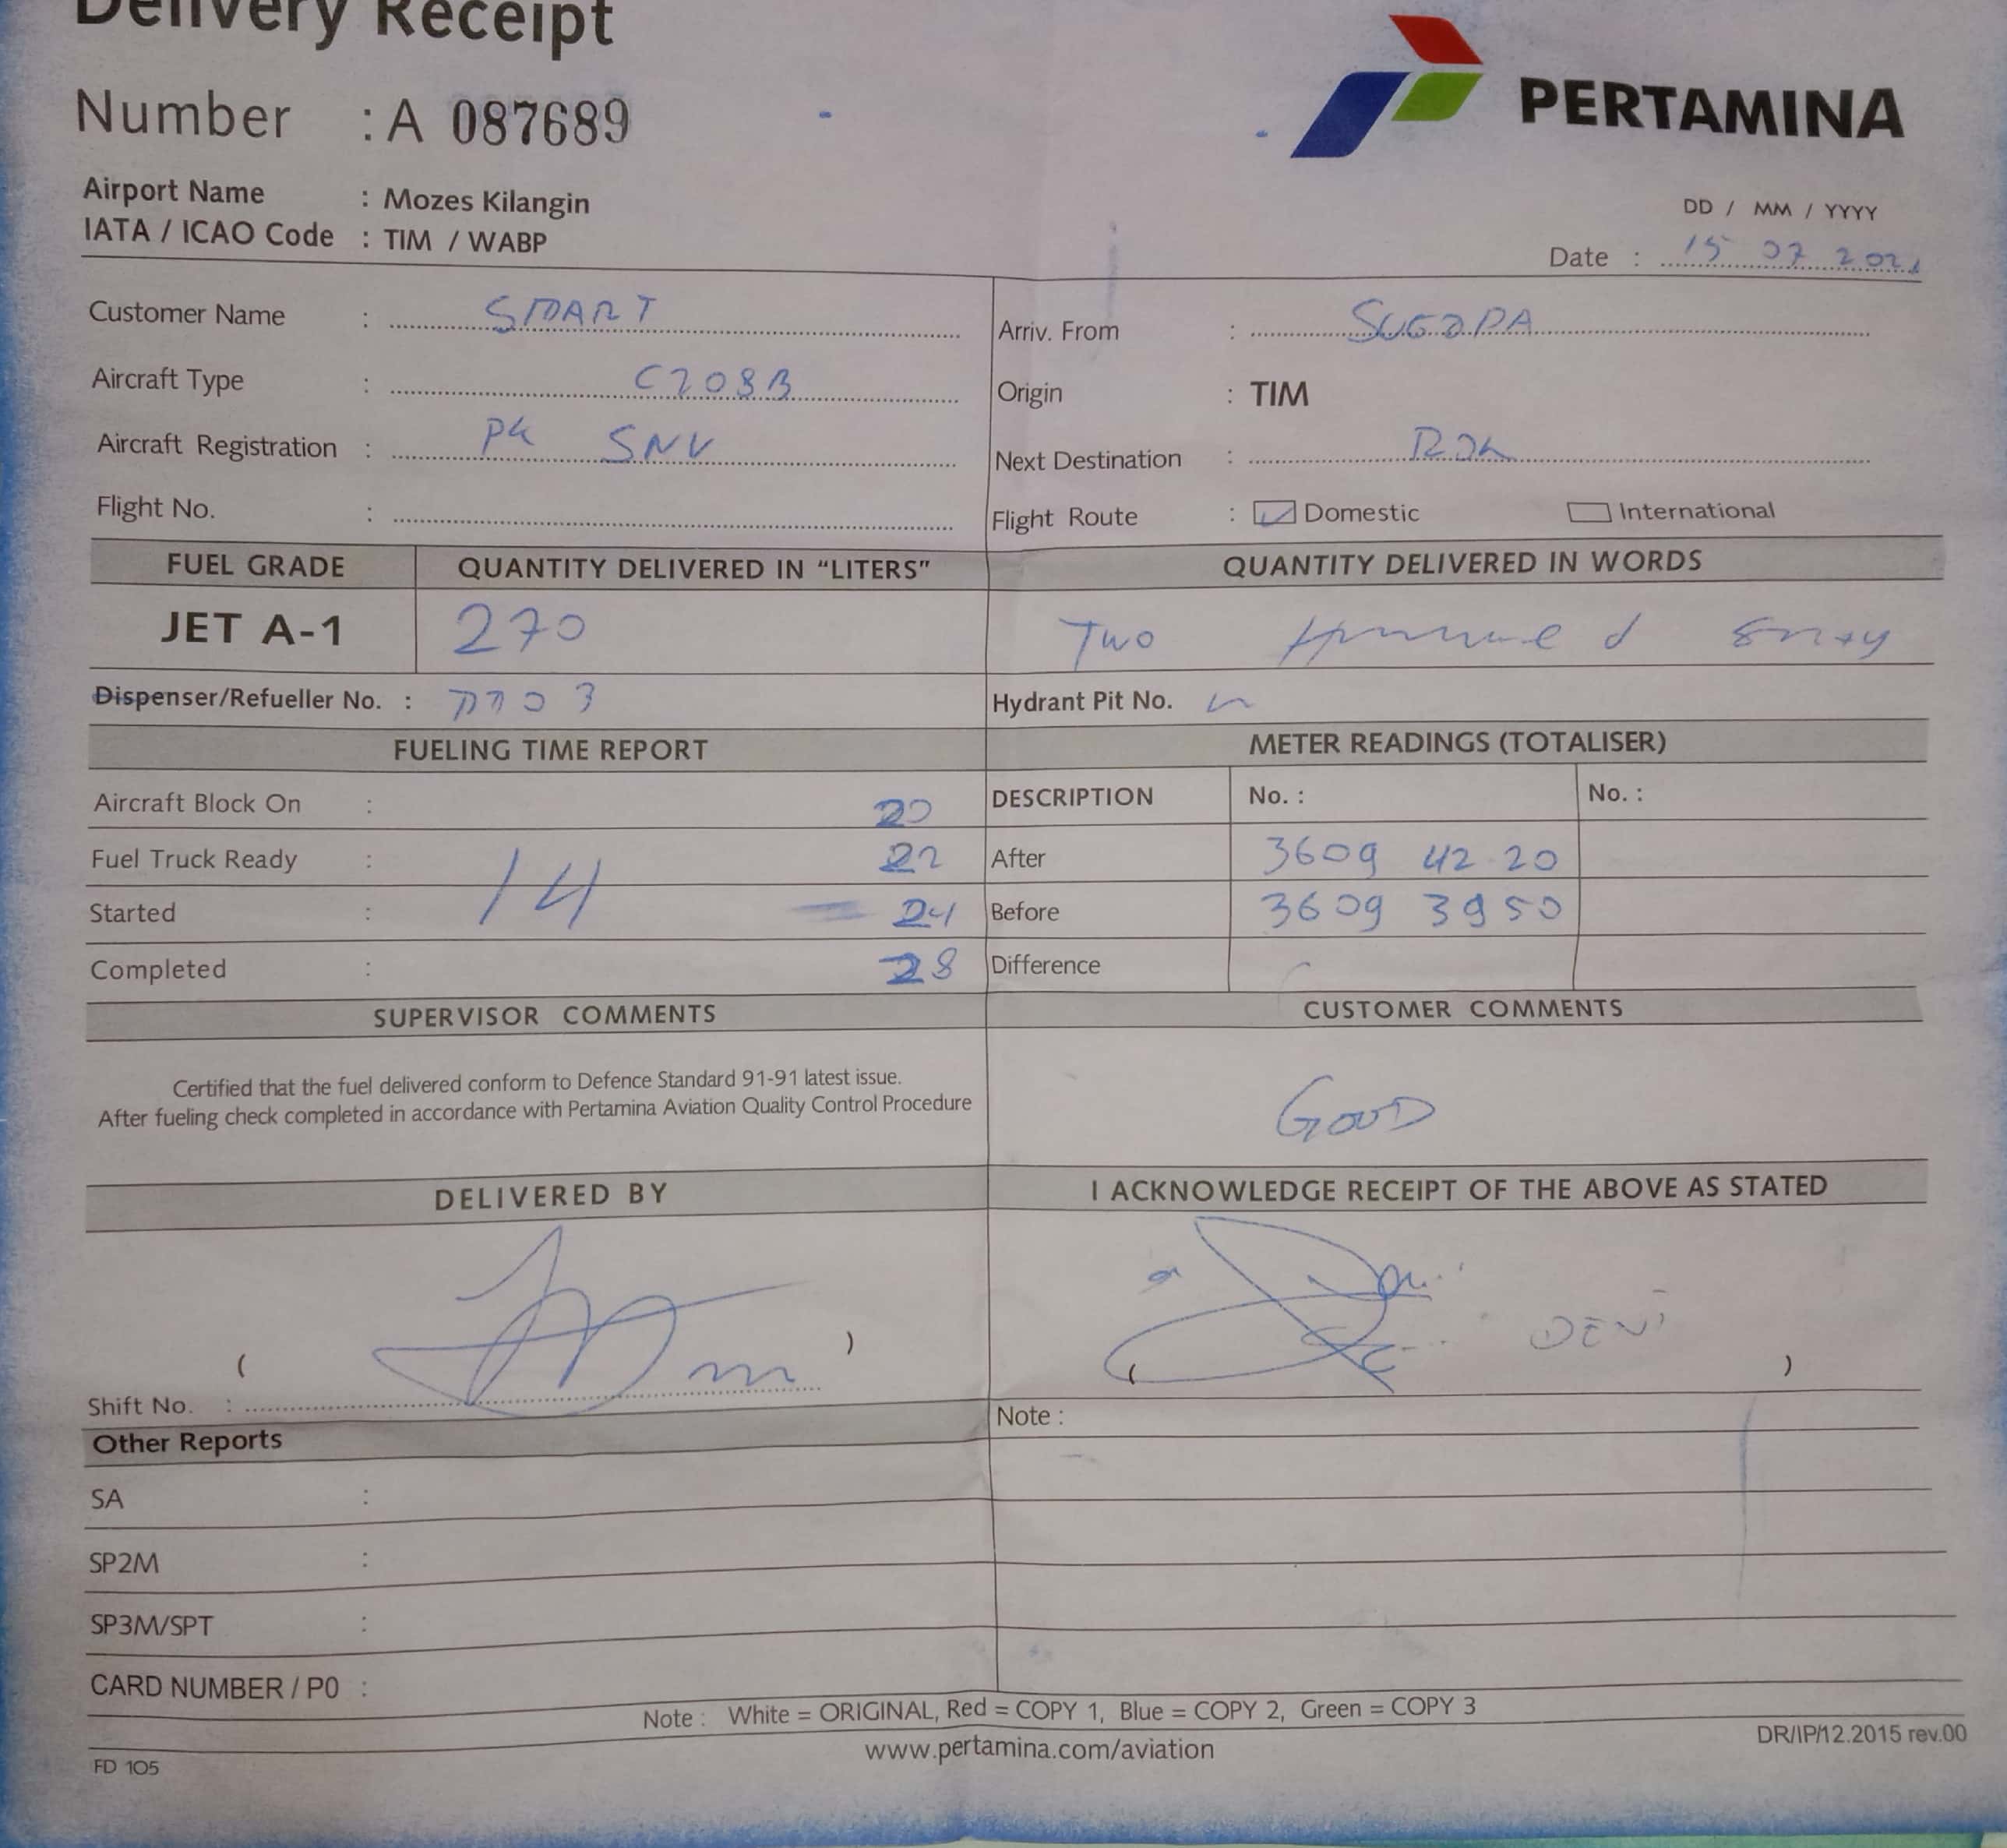 Delivery Receipt
PERTAMINA
Number : A 087689
Airport Name : Mozes Kilangin
IATA / ICAO Code : TIM / WABP
DD / MM / YYYY
Date : 15 07 2021
Customer Name : SMART
Arriv. From : SUGAPA
Aircraft Type : C208B
Origin : TIM
Aircraft Registration : PK SNV
Next Destination :
Flight No. :
Flight Route : Domestic International
FUEL GRADE QUANTITY DELIVERED IN “LITERS” QUANTITY DELIVERED IN WORDS
JET A-1 270 Two Hundred
Dispenser/Refueller No. : Hydrant Pit No.
FUELING TIME REPORT METER READINGS (TOTALISER)
Aircraft Block On : 20 DESCRIPTION No. : No. :
Fuel Truck Ready : 22 After 3609 42 20
Started : 14 24 Before 3609 3950
Completed : 28 Difference
SUPERVISOR COMMENTS CUSTOMER COMMENTS
Certified that the fuel delivered conform to Defence Standard 91-91 latest issue.
After fueling check completed in accordance with Pertamina Aviation Quality Control Procedure
GOOD
DELIVERED BY I ACKNOWLEDGE RECEIPT OF THE ABOVE AS STATED
DENI
( ) ( )
Shift No. :
Note :
Other Reports
SA :
SP2M :
SP3M/SPT :
CARD NUMBER / P0 :
Note : White = ORIGINAL, Red = COPY 1, Blue = COPY 2, Green = COPY 3
www.pertamina.com/aviation
DR/IP/12.2015 rev.00
FD 105